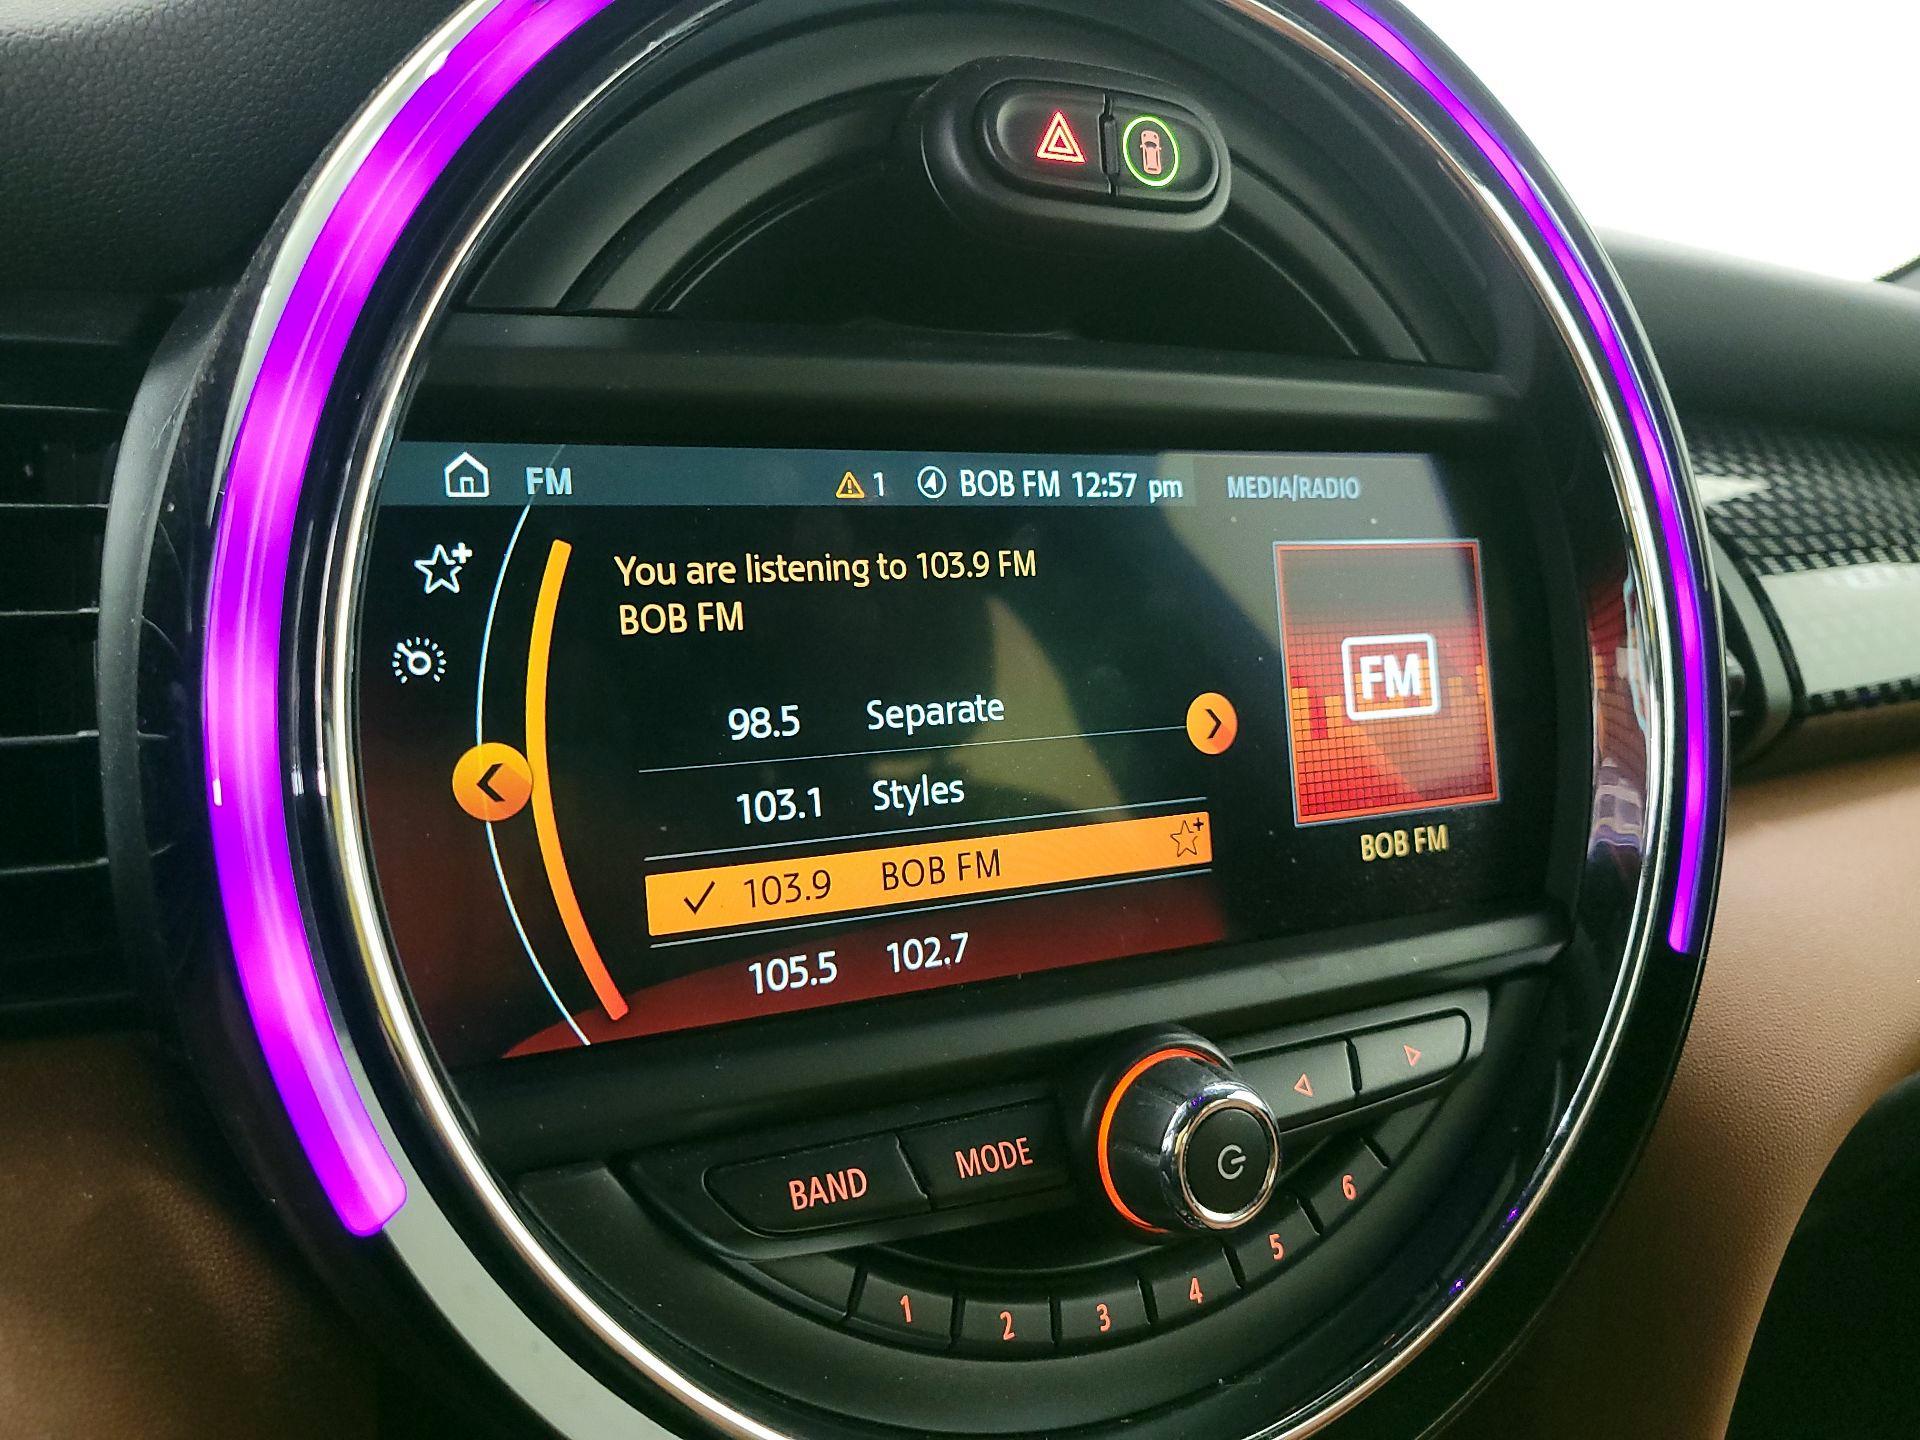 FM
1 BOB FM 12:57 pm
MEDIA/RADIO
You are listening to 103.9 FM
BOB FM
98.5 Separate
103.1 Styles
103.9 BOB FM
105.5 102.7
FM
BOB FM
BAND
MODE
1 2 3 4 5 6